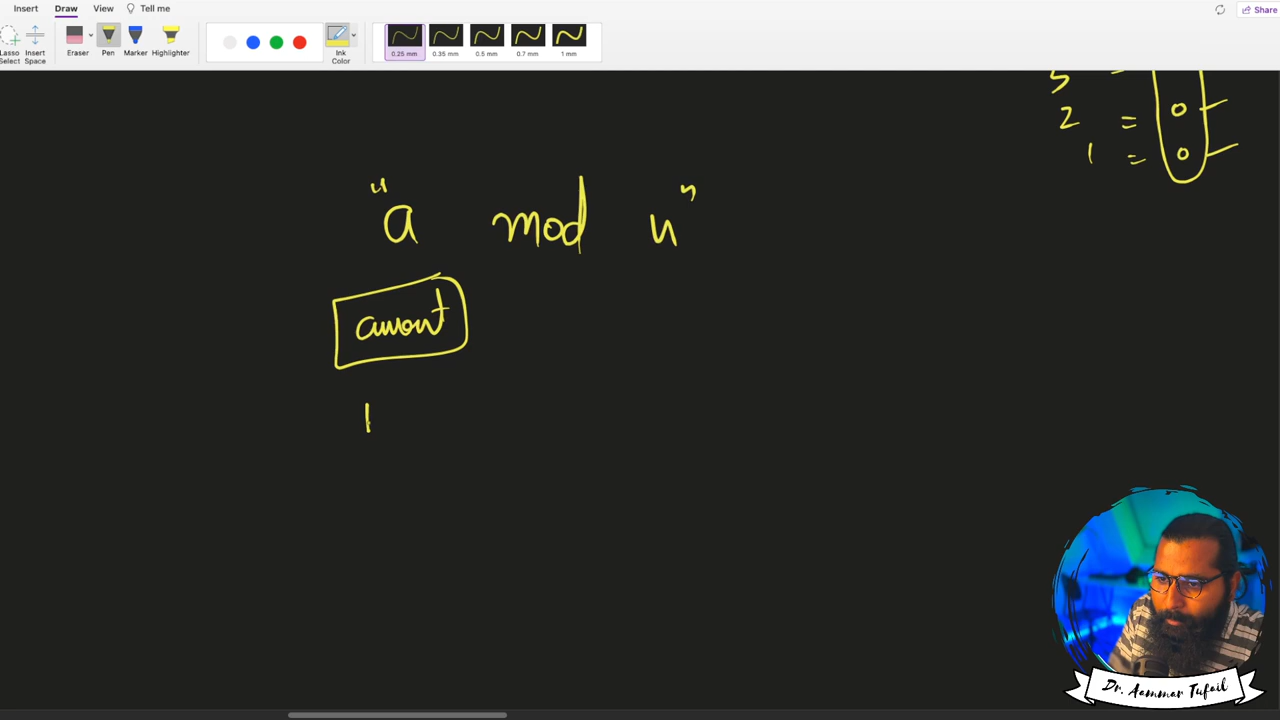 Insert Draw View Tell me
Share
Lasso Select
Insert Space
Eraser
Pen
Marker
Highlighter
Ink Color
0.25 mm
0.35 mm
0.5 mm
0.7 mm
1 mm
=
2 = 0
1 = 0
"a mod n"
amount
1
Dr. Aammar Tufail